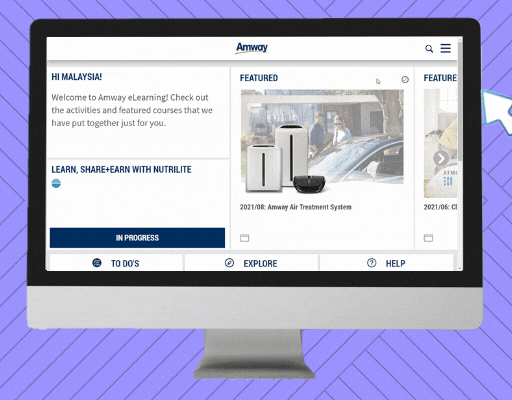 Amway
HI MALAYSIA!
Welcome to Amway eLearning! Check out
the activities and featured courses that we
have put together just for you.
LEARN, SHARE+EARN WITH NUTRILITE
IN PROGRESS
FEATURED
2021/08: Amway Air Treatment System
FEATURE
ATM
2021/06: Cl
TO DO'S
EXPLORE
HELP